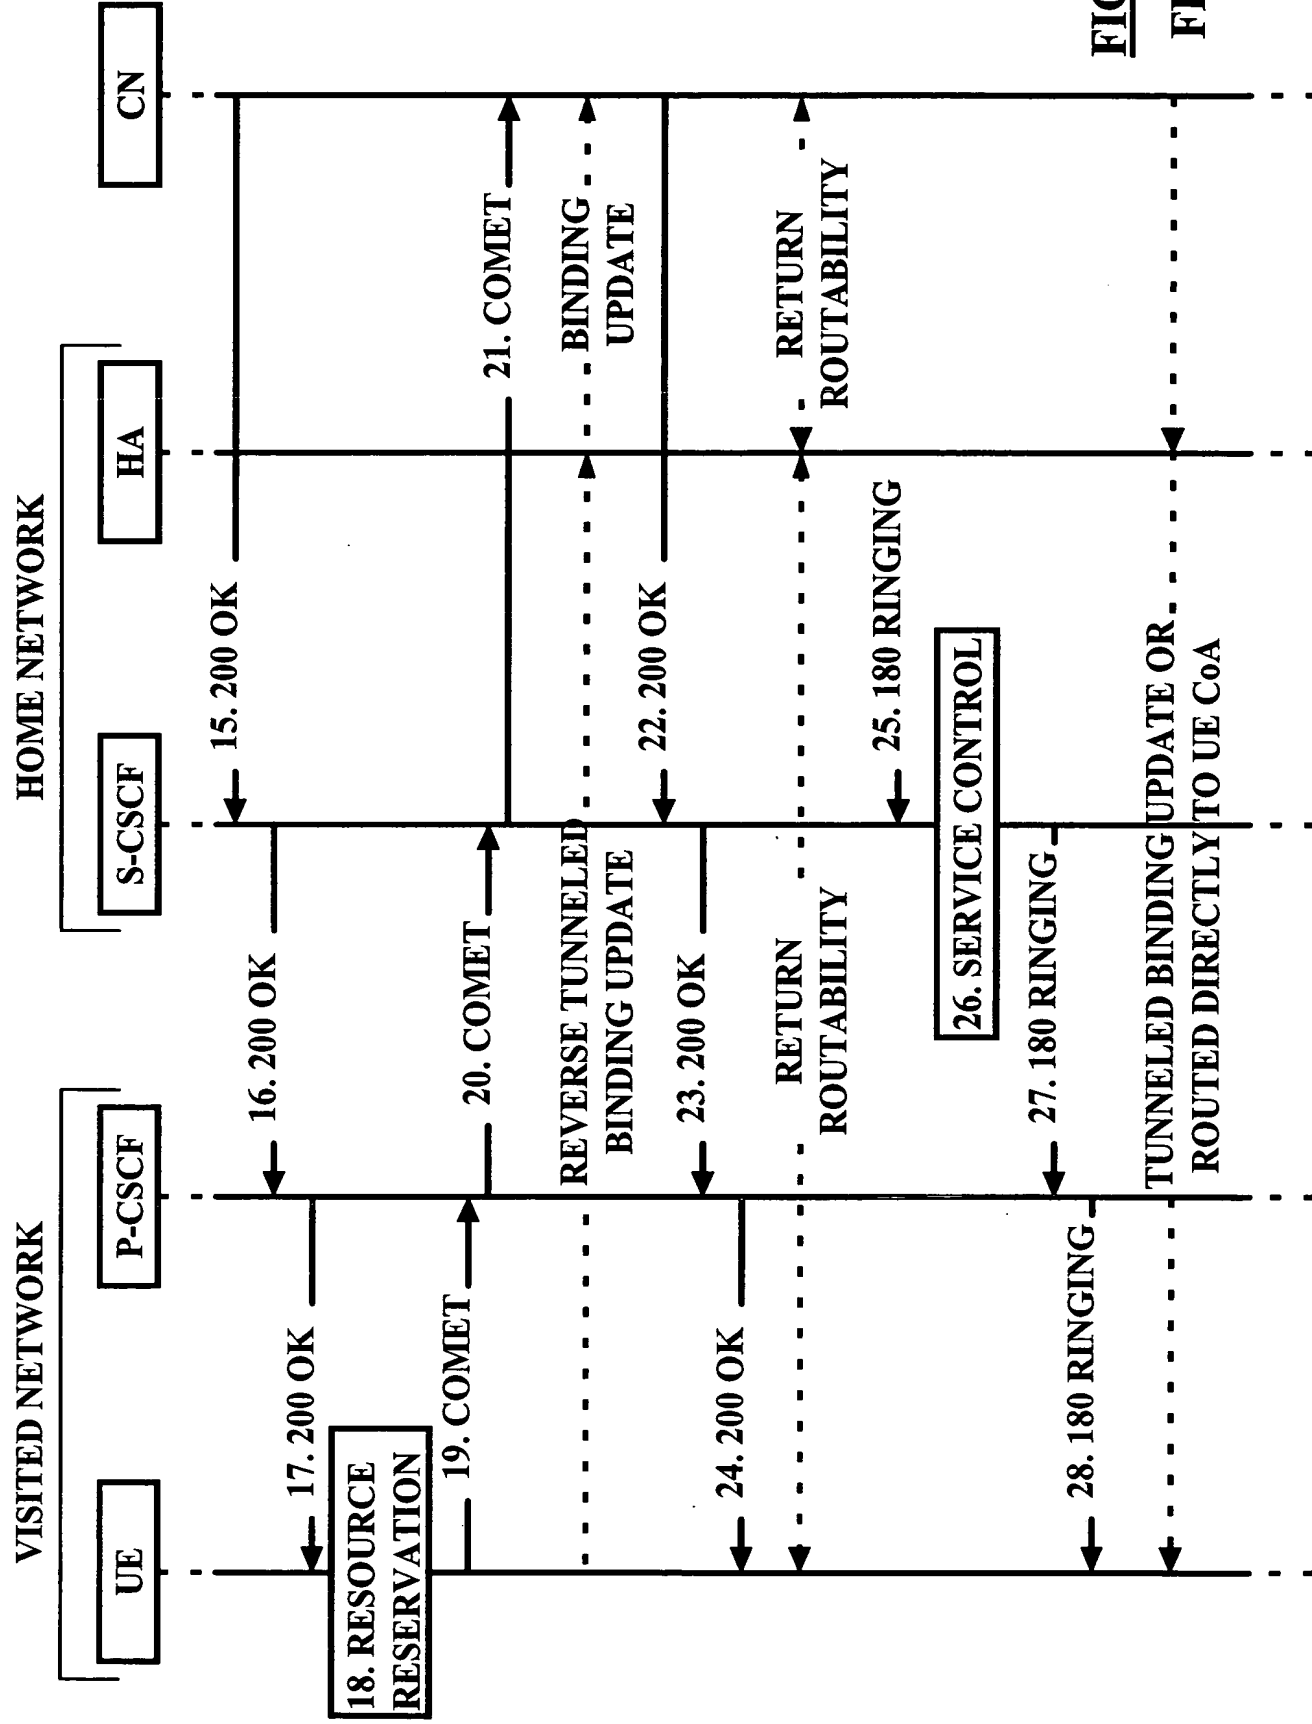 VISITED NETWORK
HOME NETWORK
UE
P-CSCF
S-CSCF
HA
CN
15. 200 OK
16. 200 OK
17. 200 OK
18. RESOURCE
RESERVATION
19. COMET
20. COMET
21. COMET
REVERSE TUNNELED
BINDING UPDATE
BINDING
UPDATE
22. 200 OK
23. 200 OK
24. 200 OK
RETURN
ROUTABILITY
RETURN
ROUTABILITY
25. 180 RINGING
26. SERVICE CONTROL
27. 180 RINGING
28. 180 RINGING
TUNNELED BINDING UPDATE OR
ROUTED DIRECTLY TO UE CoA